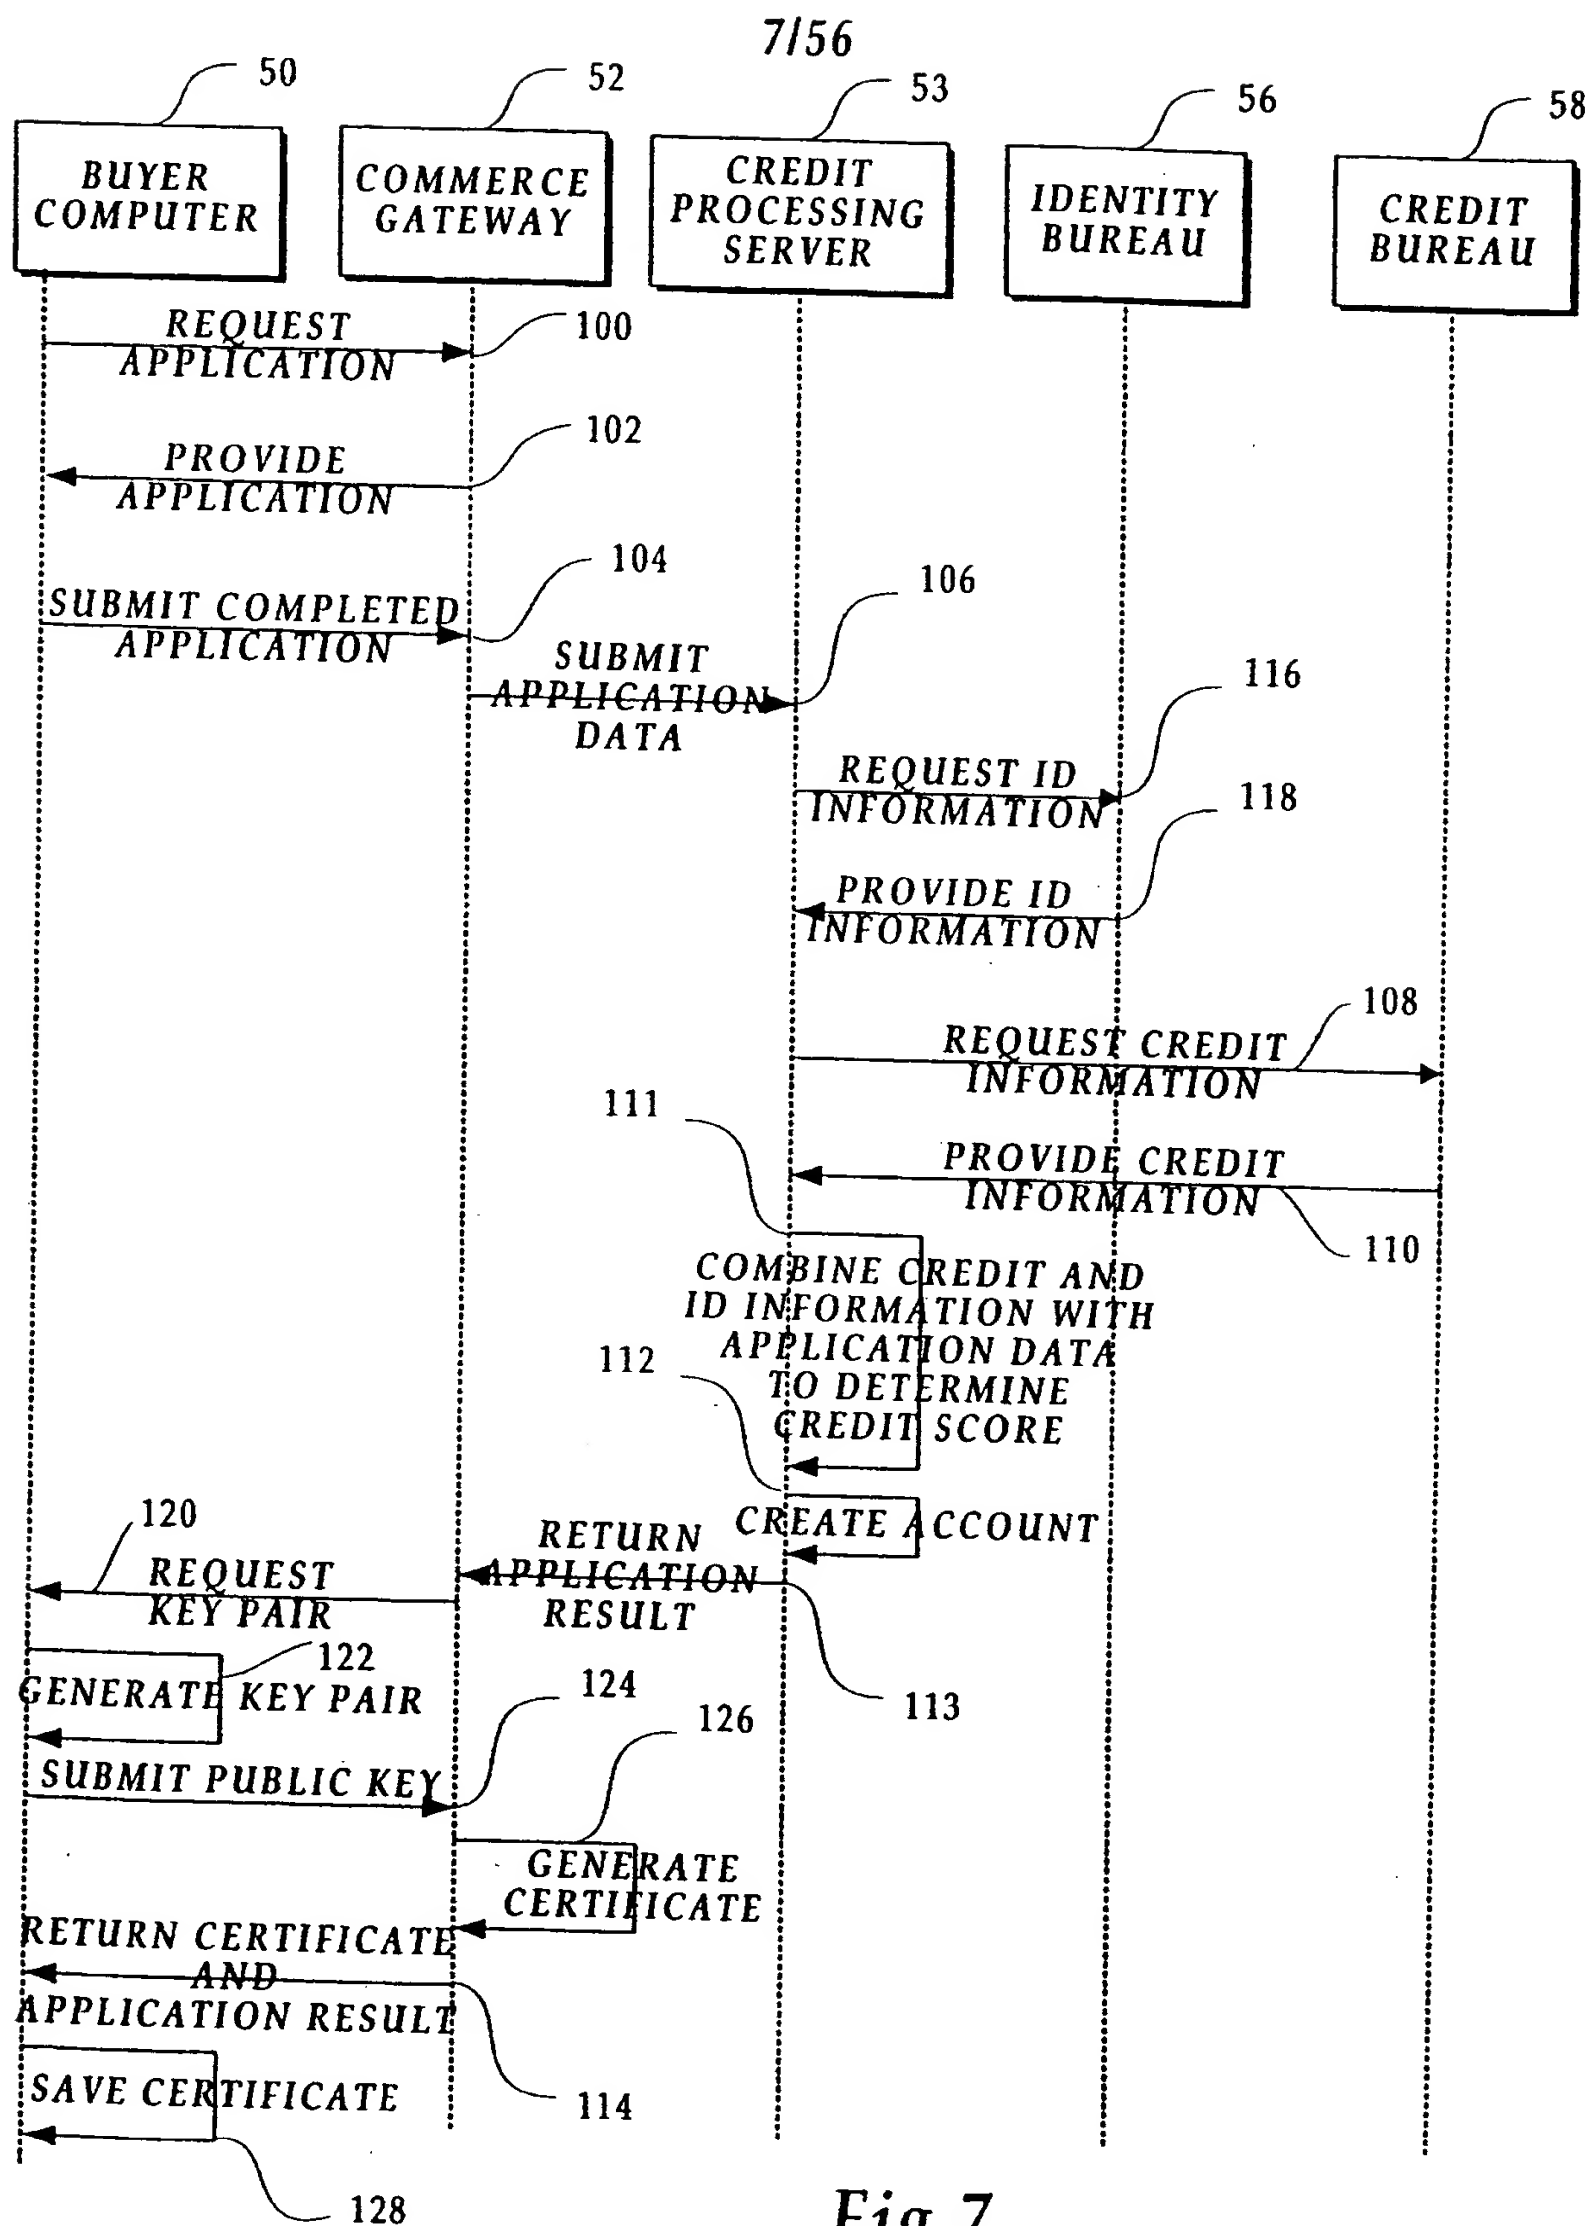 7/56
50
52
53
56
58
BUYER
COMPUTER
COMMERCE
GATEWAY
CREDIT
PROCESSING
SERVER
IDENTITY
BUREAU
CREDIT
BUREAU
REQUEST
APPLICATION
100
PROVIDE
APPLICATION
102
SUBMIT COMPLETED
APPLICATION
104
SUBMIT
APPLICATION
DATA
106
REQUEST ID
INFORMATION
116
PROVIDE ID
INFORMATION
118
REQUEST CREDIT
INFORMATION
108
PROVIDE CREDIT
INFORMATION
110
111
COMBINE CREDIT AND
ID INFORMATION WITH
APPLICATION DATA
TO DETERMINE
CREDIT SCORE
112
CREATE ACCOUNT
RETURN
APPLICATION
RESULT
113
120
REQUEST
KEY PAIR
122
GENERATE KEY PAIR
124
SUBMIT PUBLIC KEY
126
GENERATE
CERTIFICATE
RETURN CERTIFICATE
AND
APPLICATION RESULT
114
SAVE CERTIFICATE
128
Fig. 7